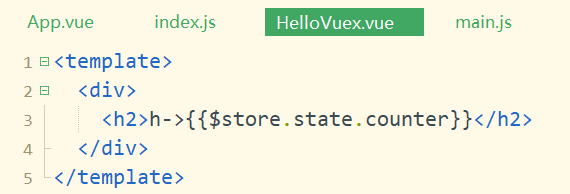 App.vue index.js HelloVuex.vue main.js
1 <template>
2 <div>
3 <h2>h->{{$store.state.counter}}</h2>
4 </div>
5 </template>